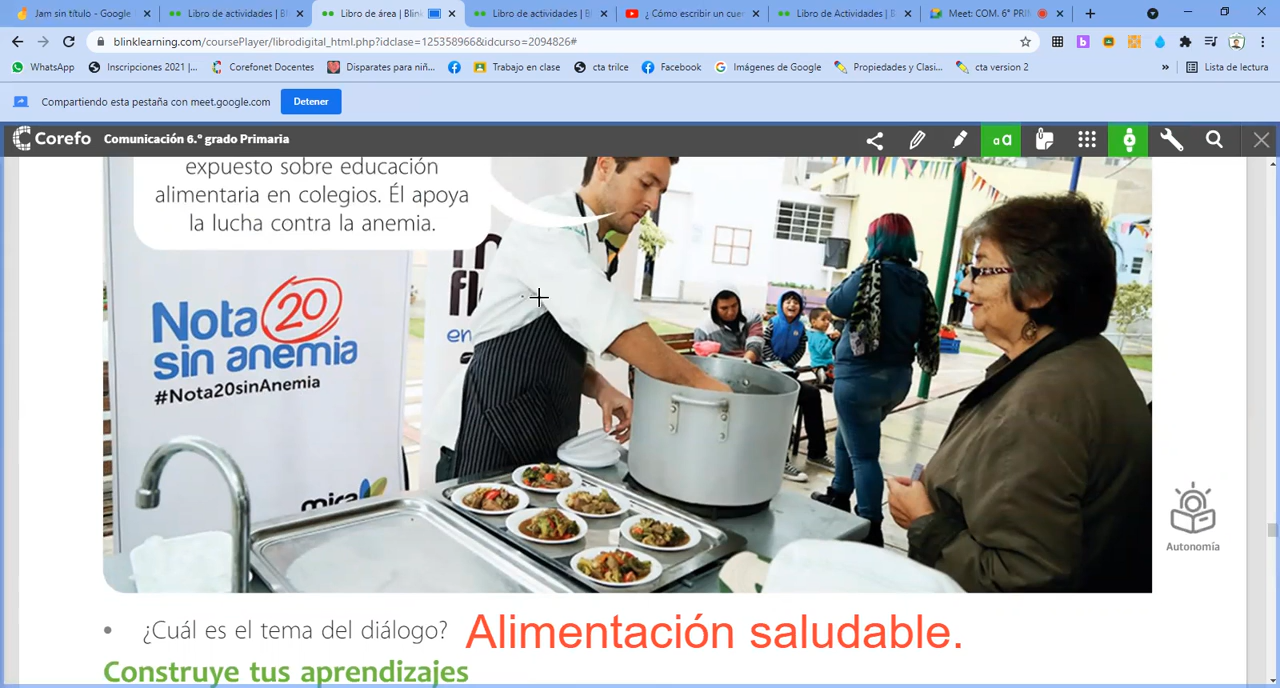 Jam sin título - Google
Libro de actividades | Bl
Libro de área | Blink
Libro de actividades | B
¿ Cómo escribir un cue
Libro de Actividades | B
Meet: COM. 6° PRI
blinklearning.com/coursePlayer/librodigital_html.php?idclase=125358966&idcurso=2094826#
WhatsApp
Inscripciones 2021 |...
Corefonet Docentes
Disparates para niñ...
Trabajo en clase
cta trilce
Facebook
Imágenes de Google
Propiedades y Clasi...
cta version 2
»
Lista de lectura
Compartiendo esta pestaña con meet.google.com
Detener
Corefo
Comunicación 6.º grado Primaria
aa
expuesto sobre educación
alimentaria en colegios. Él apoya
la lucha contra la anemia.
Nota 20
sin anemia
#Nota20sinAnemia
en
mira
Autonomía
• ¿Cuál es el tema del diálogo? Alimentación saludable.
Construye tus aprendizajes